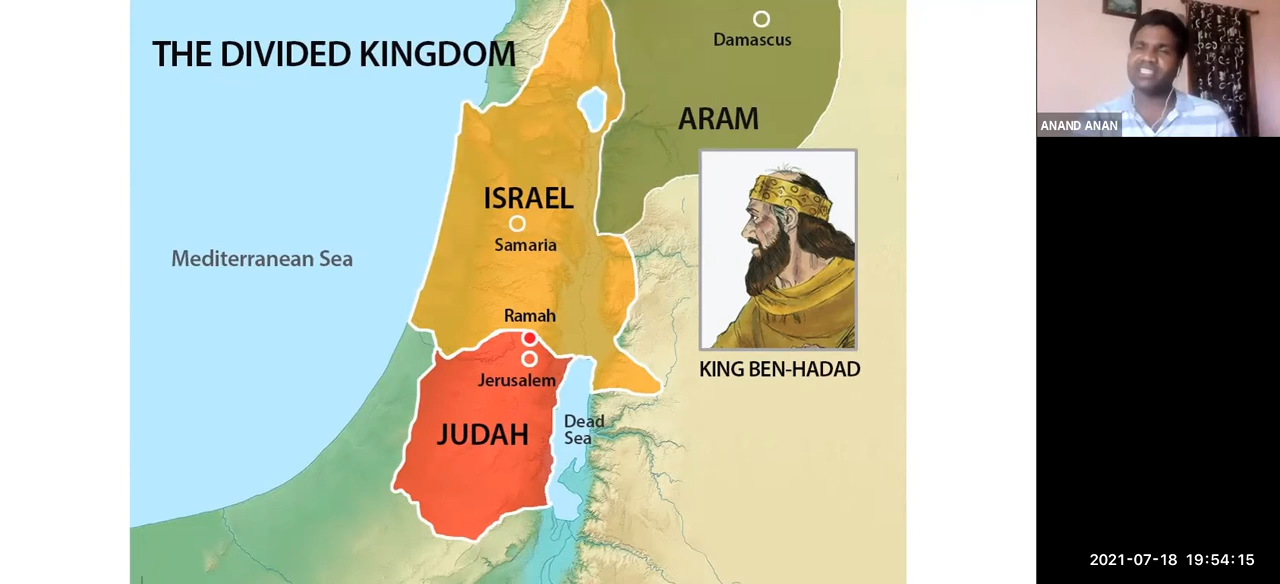 THE DIVIDED KINGDOM
Damascus
ARAM
ISRAEL
Samaria
Mediterranean Sea
Ramah
Jerusalem
KING BEN-HADAD
JUDAH
Dead
Sea
ANAND ANAN
2021-07-18 19:54:15